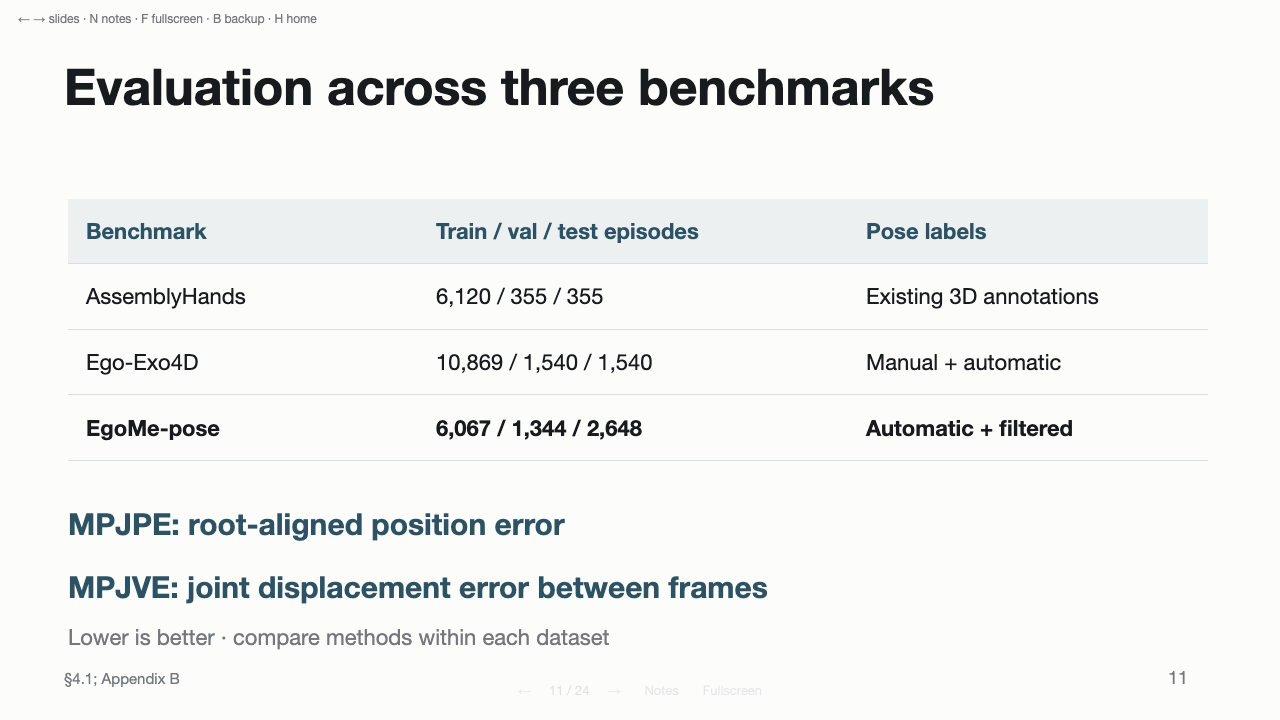 ←→ slides · N notes · F fullscreen · B backup · H home
Evaluation across three benchmarks
Benchmark Train / val / test episodes Pose labels
AssemblyHands 6,120 / 355 / 355 Existing 3D annotations
Ego-Exo4D 10,869 / 1,540 / 1,540 Manual + automatic
EgoMe-pose 6,067 / 1,344 / 2,648 Automatic + filtered
MPJPE: root-aligned position error
MPJVE: joint displacement error between frames
Lower is better · compare methods within each dataset
§4.1; Appendix B
11
← 11 / 24 → Notes Fullscreen